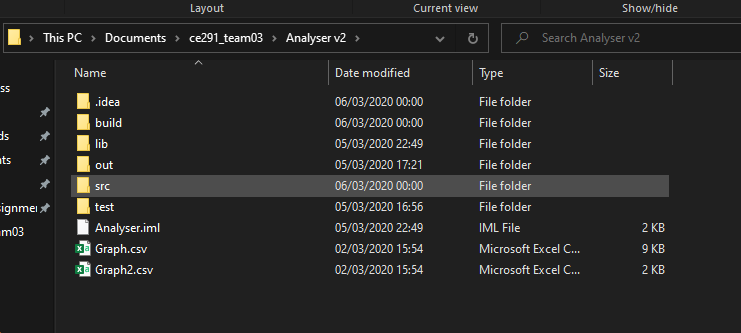 Layout Current view Show/hide
This PC Documents ce291_team03 Analyser v2 Search Analyser v2
Name Date modified Type Size
ss
.idea 06/03/2020 00:00 File folder
build 06/03/2020 00:00 File folder
ds lib 05/03/2020 22:49 File folder
nts out 05/03/2020 17:21 File folder
src 06/03/2020 00:00 File folder
signmen test 05/03/2020 16:56 File folder
am03 Analyser.iml 05/03/2020 22:49 IML File 2 KB
Graph.csv 02/03/2020 15:54 Microsoft Excel C... 9 KB
Graph2.csv 02/03/2020 15:54 Microsoft Excel C... 2 KB